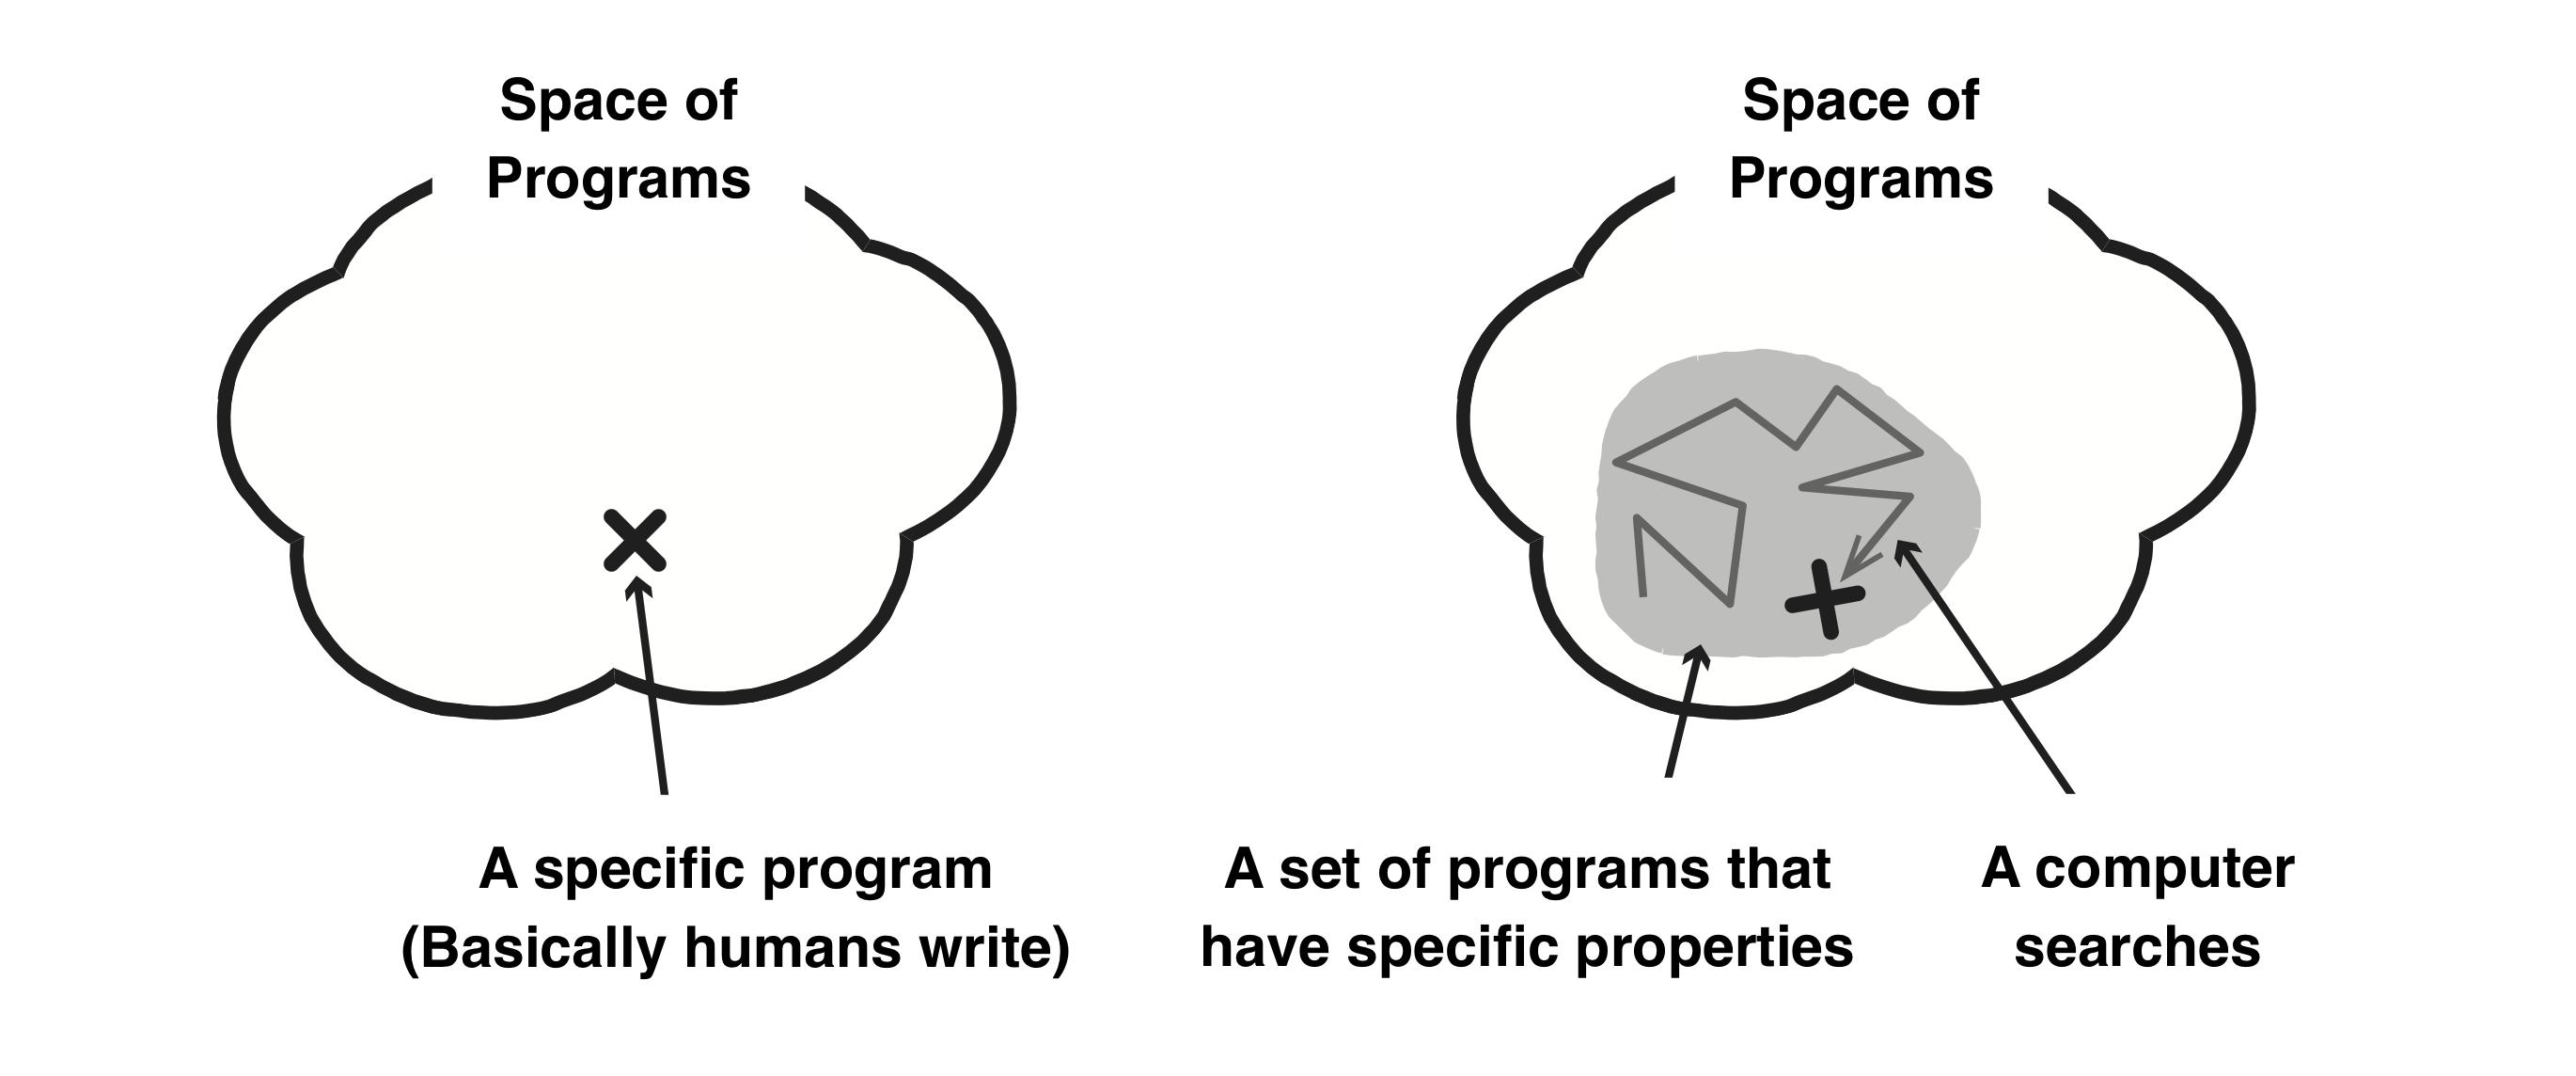 Space of
Programs
A specific program
(Basically humans write)
Space of
Programs
A set of programs that
have specific properties
A computer
searches